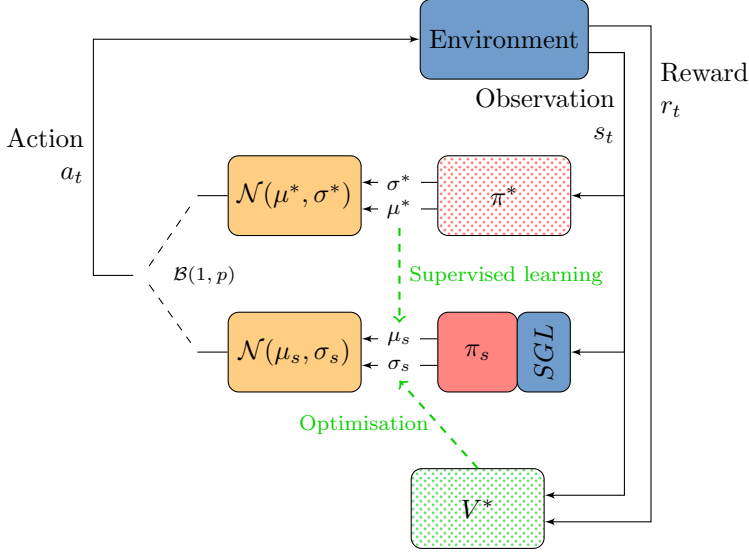 Environment
Reward
r_t
Observation
s_t
Action
a_t
𝒩(μ*, σ*)
σ*
μ*
π*
ℬ(1, p)
Supervised learning
𝒩(μ_s, σ_s)
μ_s
σ_s
π_s
SGL
Optimisation
V*